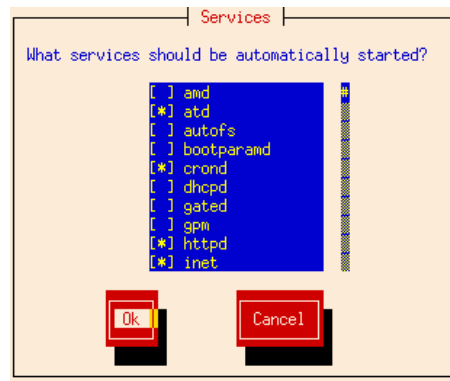 Services
What services should be automatically started?
[ ] amd
[*] atd
[ ] autofs
[ ] bootparamd
[*] crond
[ ] dhcpd
[ ] gated
[ ] gpm
[*] httpd
[*] inet
#
Ok Cancel